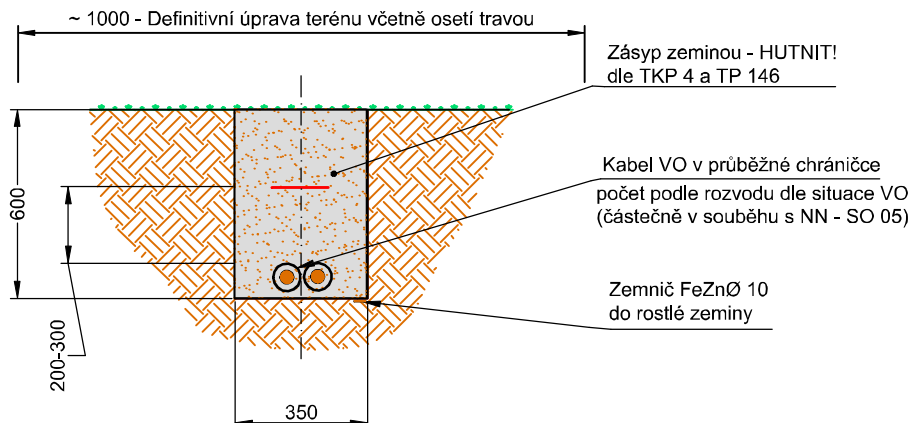 ~ 1000 - Definitivní úprava terénu včetně osetí travou
Zásyp zeminou - HUTNIT!
dle TKP 4 a TP 146
Kabel VO v průběžné chráničce
počet podle rozvodu dle situace VO
(částečně v souběhu s NN - SO 05)
Zemnič FeZnØ 10
do rostlé zeminy
600
200-300
350